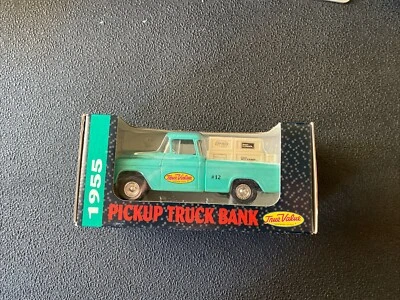 1955
True Value
#12
PICKUP TRUCK BANK
True Value